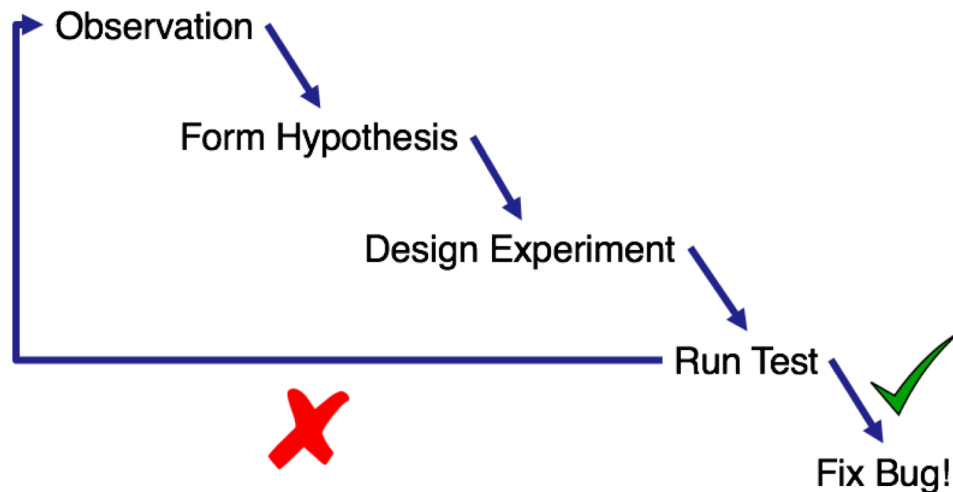 Observation
Form Hypothesis
Design Experiment
Run Test
Fix Bug!